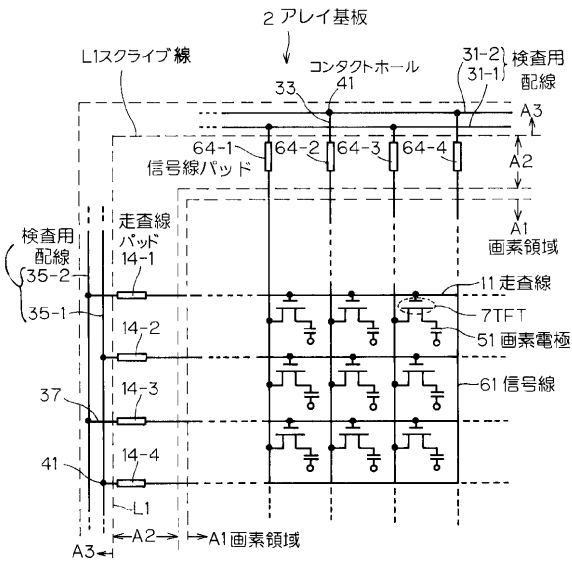 2 アレイ基板
L1スクライブ線
コンタクトホール
41
33
31-2
31-1
検査用
配線
A3
64-1
64-2
64-3
64-4
A2
信号線パッド
A1
画素領域
検査用
配線
35-2
35-1
走査線
パッド
14-1
11 走査線
7TFT
51 画素電極
14-2
61 信号線
37
14-3
41
14-4
L1
A3
A2
A1 画素領域